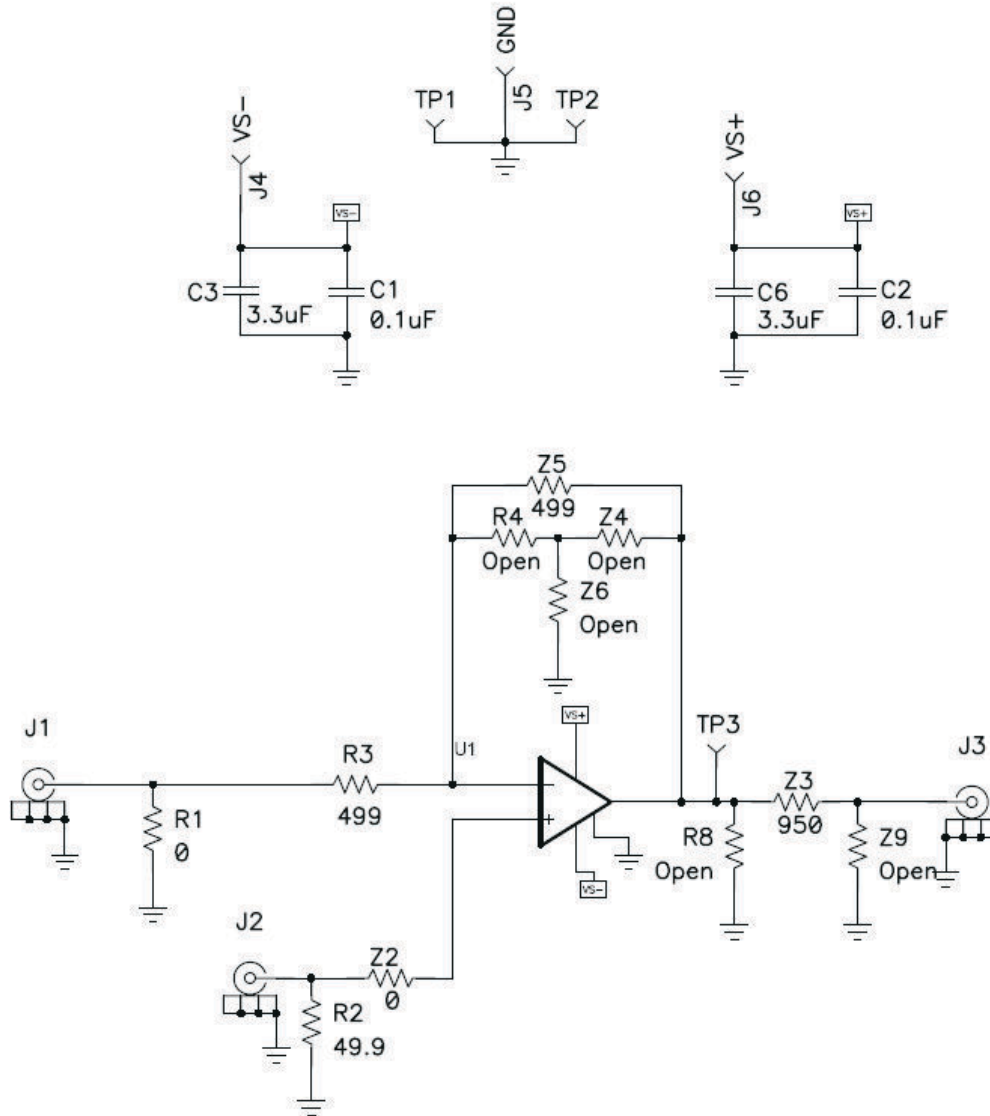 GND
J5
TP1
TP2
VS-
J4
VS-
C3
3.3uF
C1
0.1uF
VS+
J6
VS+
C6
3.3uF
C2
0.1uF
Z5
499
R4
Open
Z4
Open
Z6
Open
J1
R1
0
R3
499
U1
VS+
-
+
VS-
TP3
R8
Open
Z3
950
Z9
Open
J3
J2
R2
49.9
Z2
0